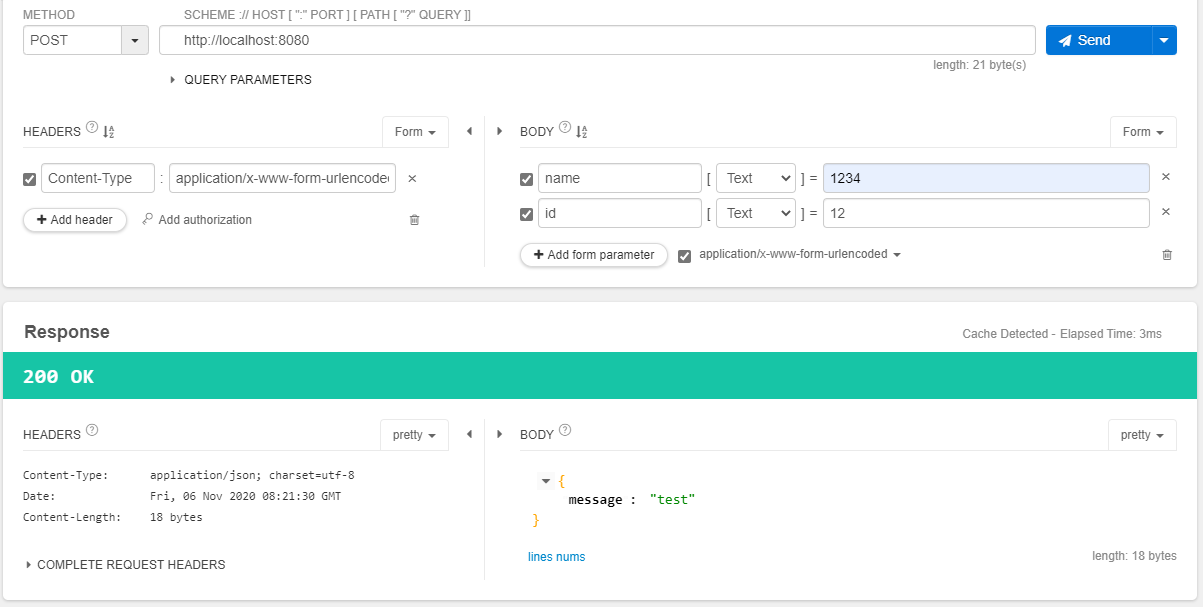 METHOD SCHEME :// HOST [ ":" PORT ] [ PATH [ "?" QUERY ]]
POST http://localhost:8080 Send
length: 21 byte(s)
QUERY PARAMETERS
HEADERS ? Form BODY ? Form
Content-Type : application/x-www-form-urlencoded × name [ Text ] = 1234 ×
id [ Text ] = 12 ×
+ Add header Add authorization
+ Add form parameter application/x-www-form-urlencoded
Response
Cache Detected - Elapsed Time: 3ms
200 OK
HEADERS ? pretty BODY ? pretty
Content-Type: application/json; charset=utf-8
Date: Fri, 06 Nov 2020 08:21:30 GMT
Content-Length: 18 bytes
COMPLETE REQUEST HEADERS
{
message : "test"
}
lines nums length: 18 bytes